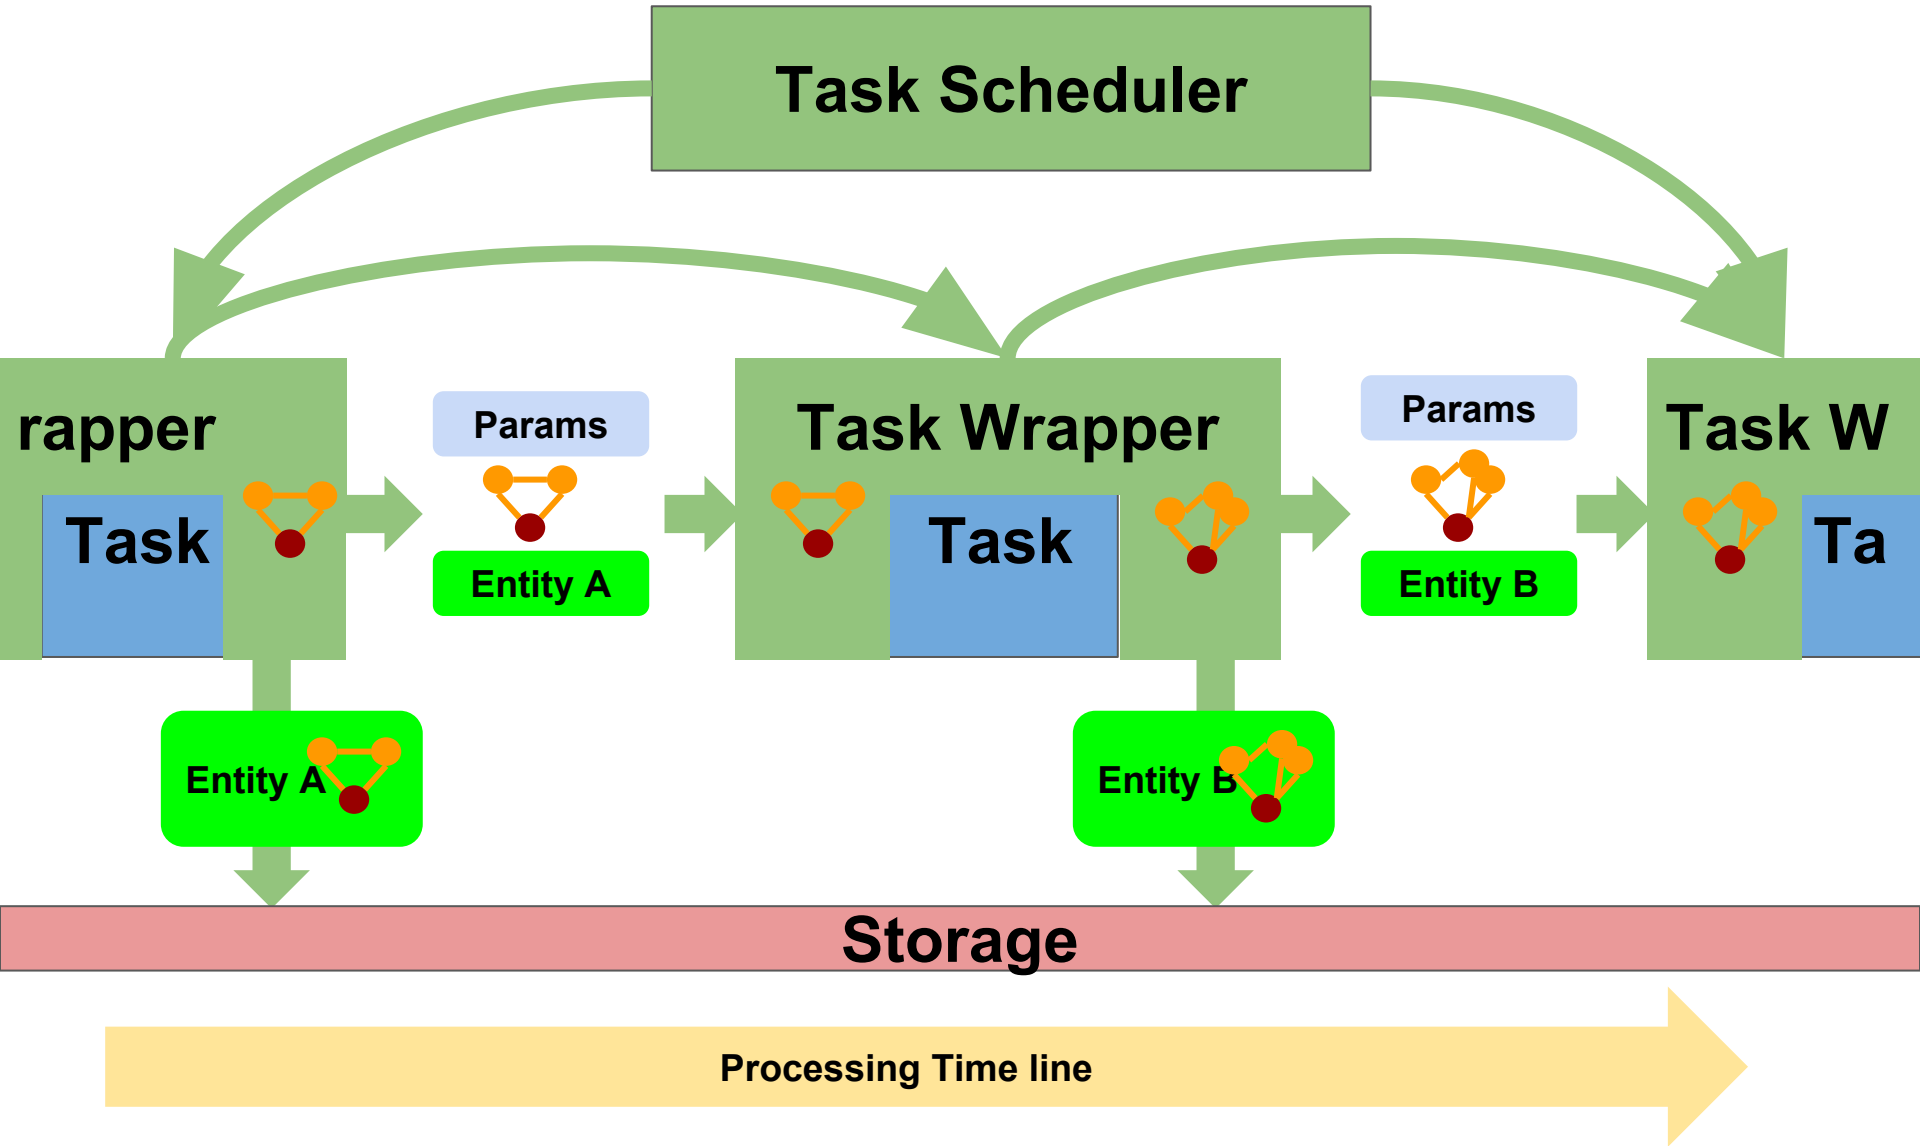 Task Scheduler
rapper
Task
Params
Entity A
Task Wrapper
Task
Params
Entity B
Task W
Ta
Entity A
Entity B
Storage
Processing Time line